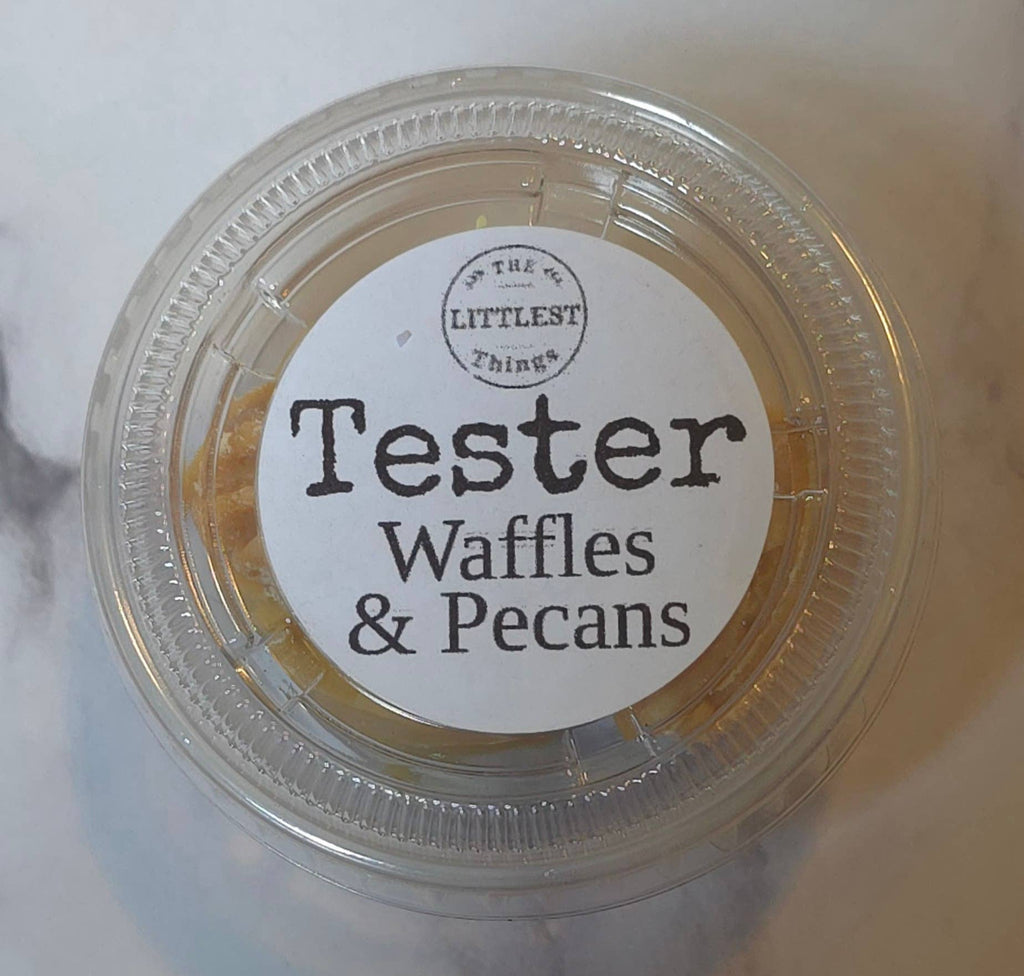 THE
LITTLEST
Things
Tester
Waffles
& Pecans